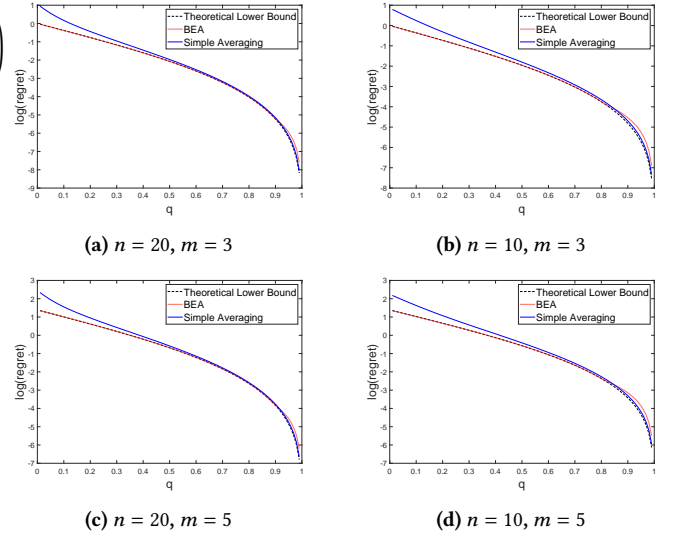 Theoretical Lower Bound
BEA
Simple Averaging
log(regret)
1
0
-1
-2
-3
-4
-5
-6
-7
-8
-9
0 0.1 0.2 0.3 0.4 0.5 0.6 0.7 0.8 0.9 1
q
(a) n = 20, m = 3
Theoretical Lower Bound
BEA
Simple Averaging
log(regret)
1
0
-1
-2
-3
-4
-5
-6
-7
-8
0 0.1 0.2 0.3 0.4 0.5 0.6 0.7 0.8 0.9 1
q
(b) n = 10, m = 3
Theoretical Lower Bound
BEA
Simple Averaging
log(regret)
3
2
1
0
-1
-2
-3
-4
-5
-6
-7
0 0.1 0.2 0.3 0.4 0.5 0.6 0.7 0.8 0.9 1
q
(c) n = 20, m = 5
Theoretical Lower Bound
BEA
Simple Averaging
log(regret)
3
2
1
0
-1
-2
-3
-4
-5
-6
-7
0 0.1 0.2 0.3 0.4 0.5 0.6 0.7 0.8 0.9 1
q
(d) n = 10, m = 5